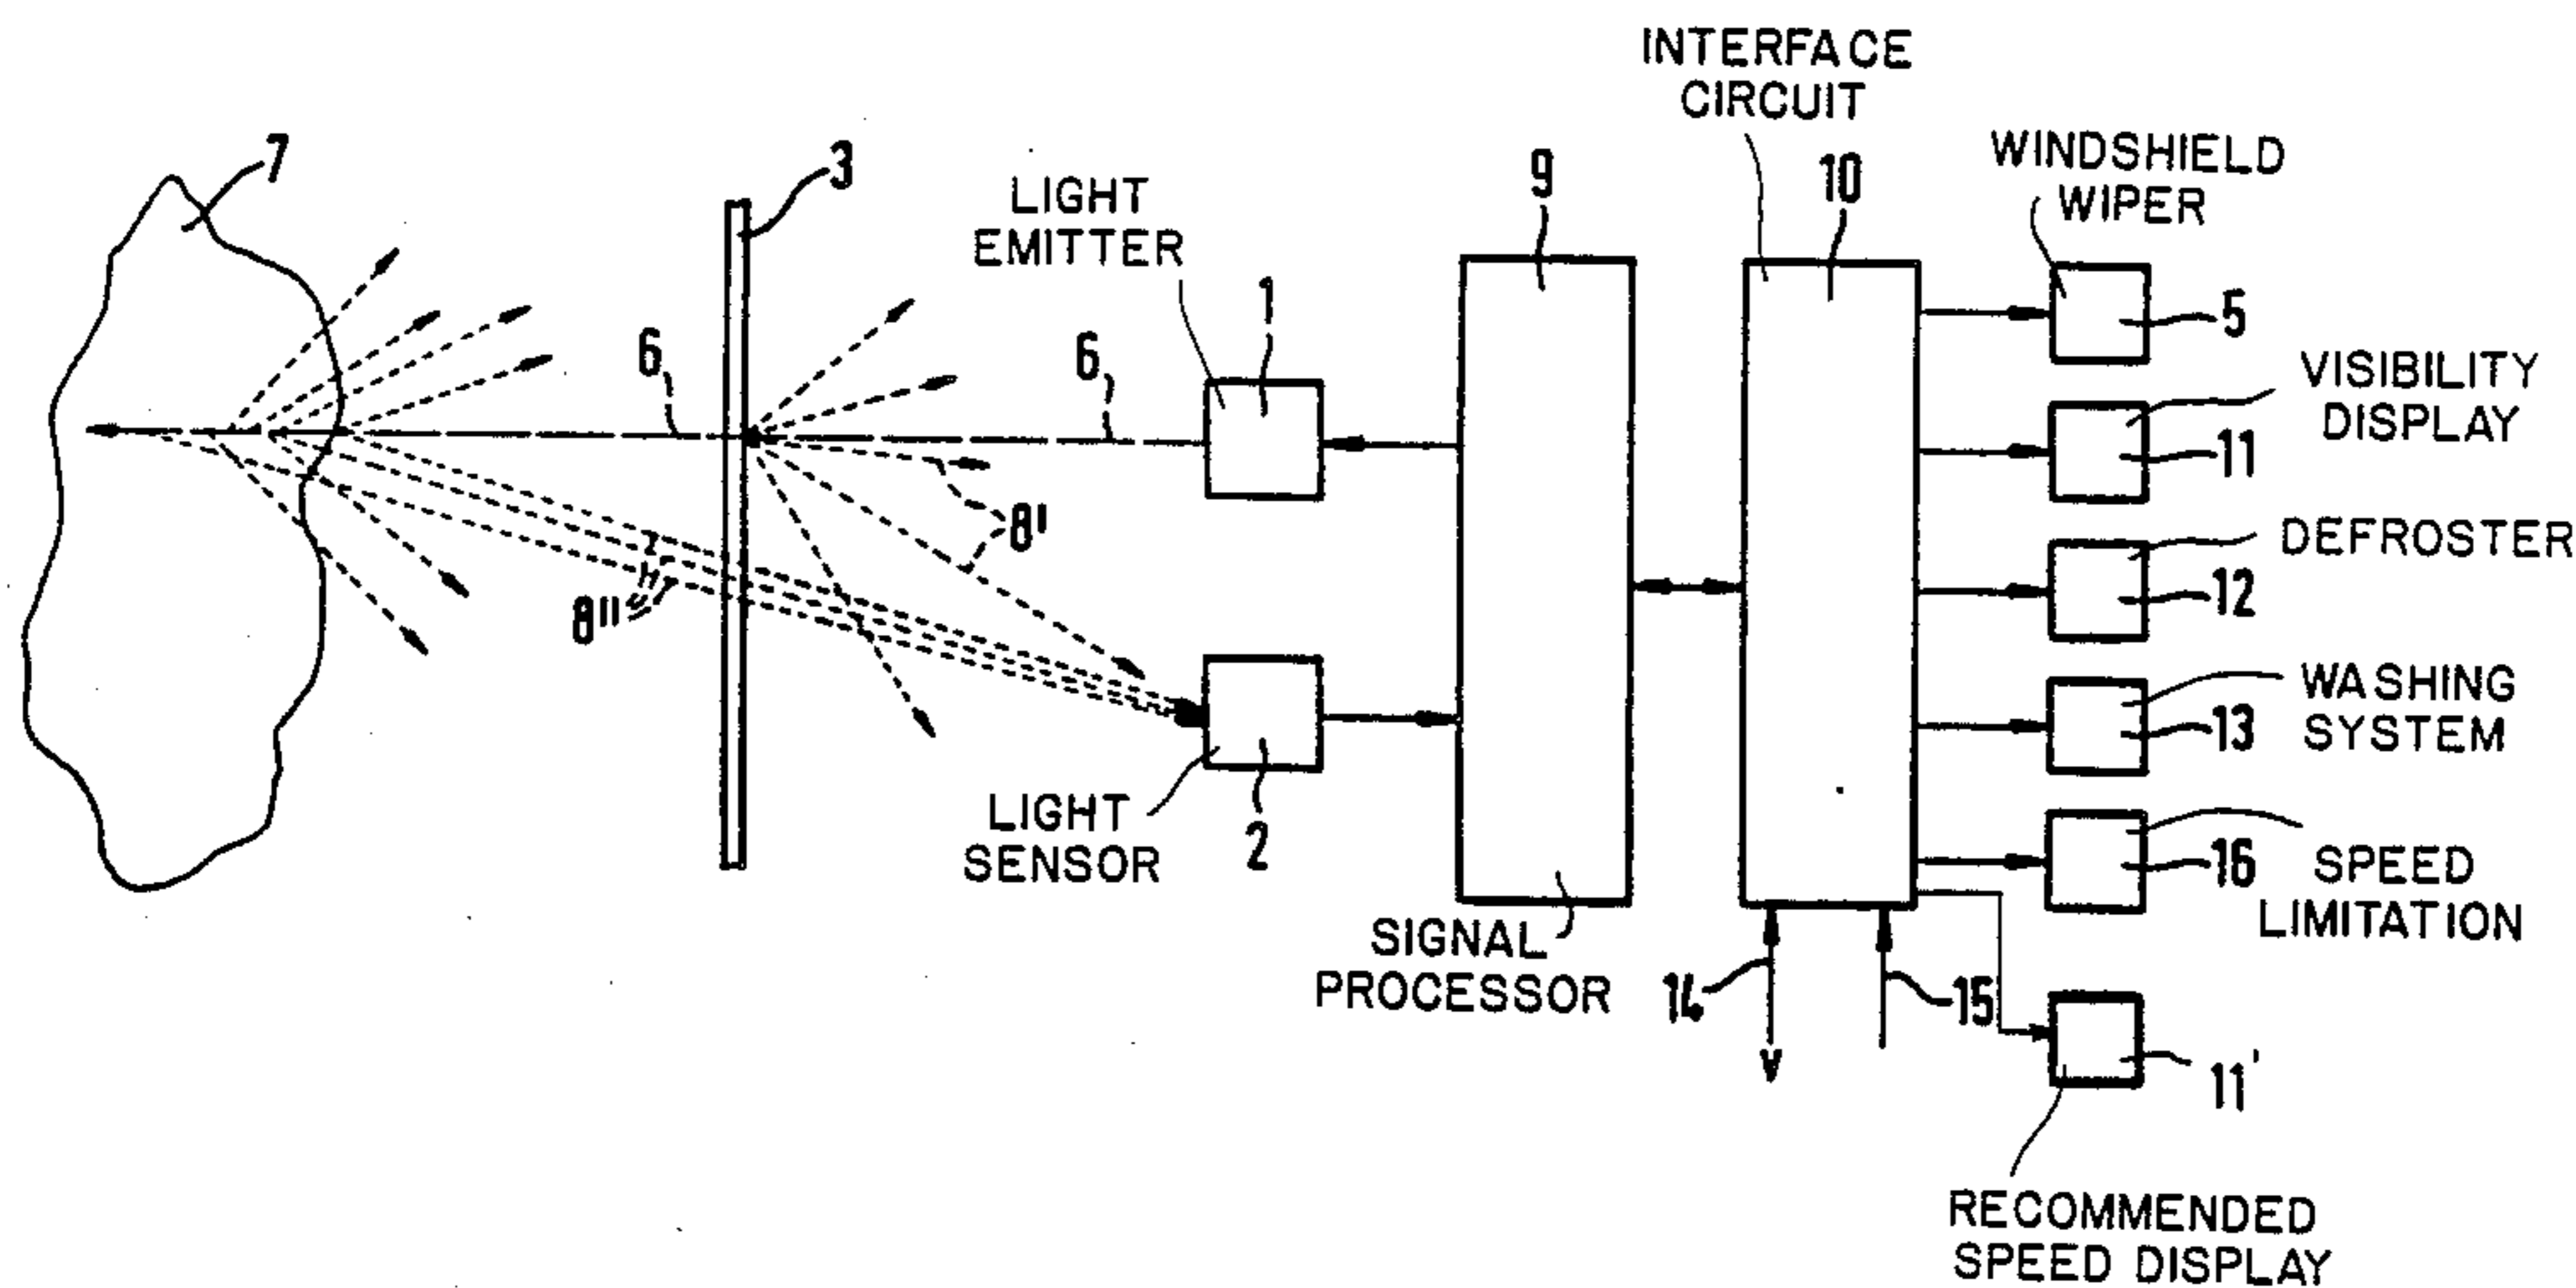 INTERFACE
CIRCUIT
7
3
LIGHT
EMITTER
1
9
10
WINDSHIELD
WIPER
5
6
6
VISIBILITY
DISPLAY
11
8'
8"
DEFROSTER
12
WASHING
SYSTEM
13
LIGHT
SENSOR
2
SPEED
LIMITATION
16
SIGNAL
PROCESSOR
14
15
11'
RECOMMENDED
SPEED DISPLAY